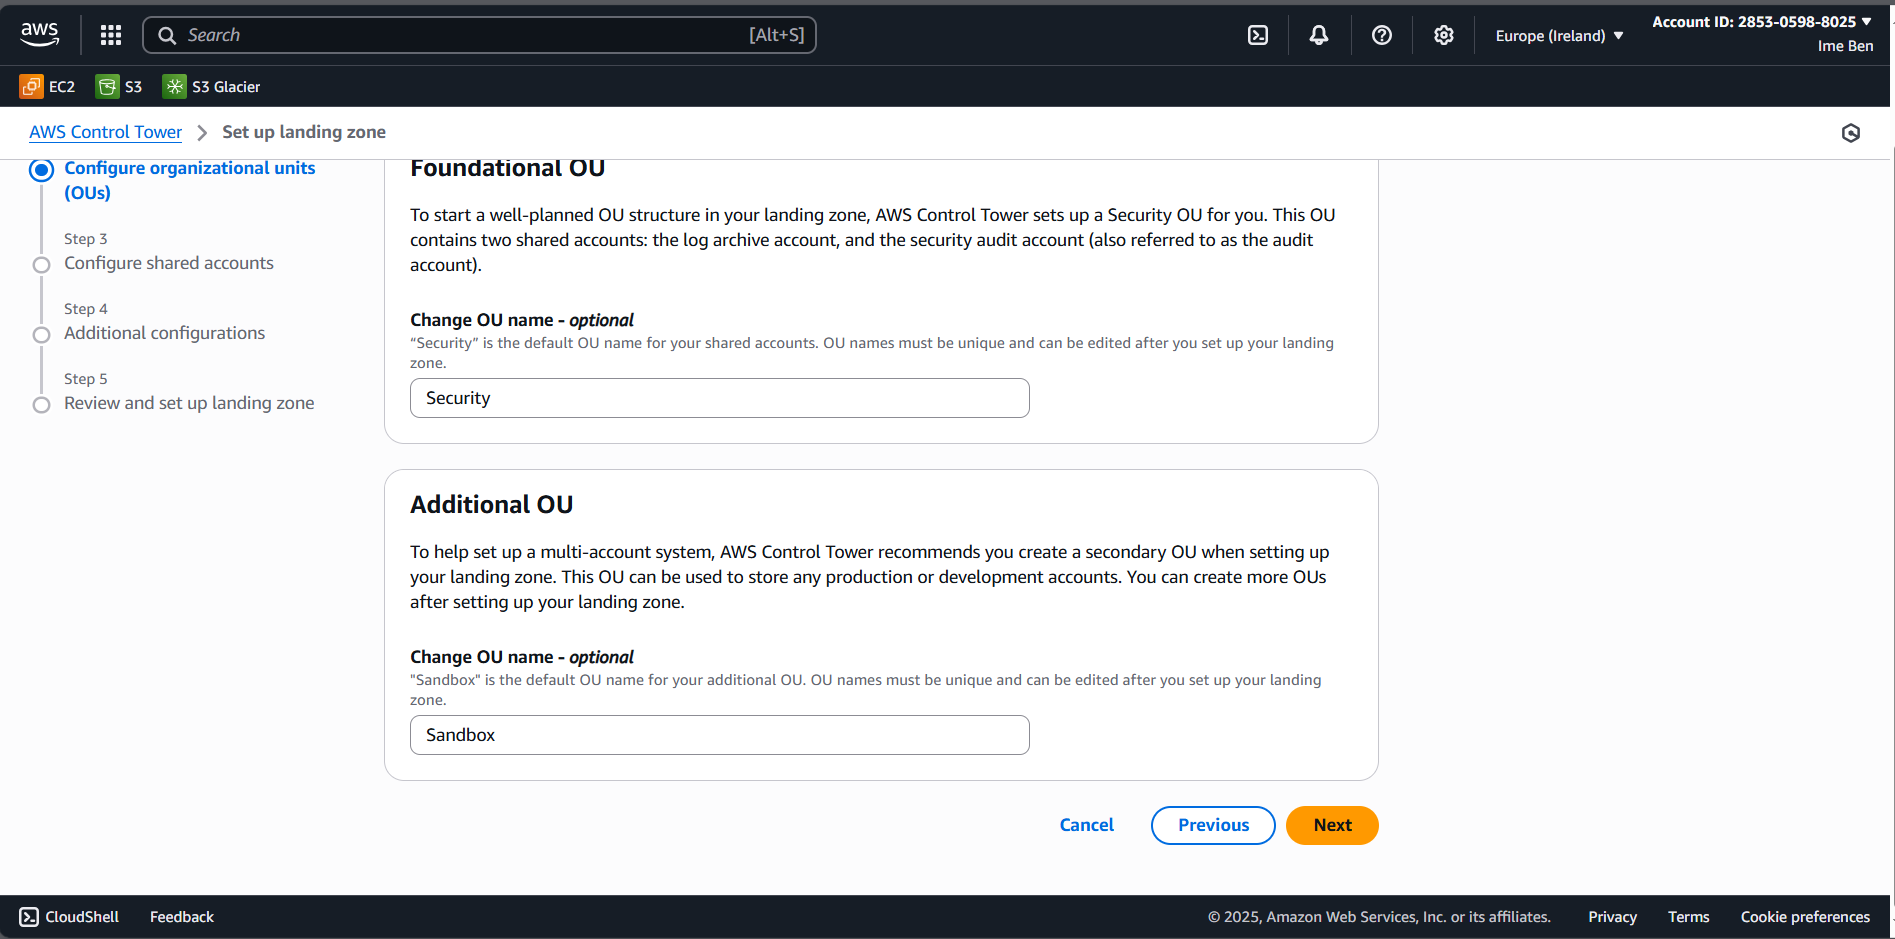 aws
Search
[Alt+S]
Europe (Ireland)
Account ID: 2853-0598-8025
Ime Ben
EC2
S3
S3 Glacier
AWS Control Tower
Set up landing zone
Configure organizational units
(OUs)
Step 3
Configure shared accounts
Step 4
Additional configurations
Step 5
Review and set up landing zone
Foundational OU
To start a well-planned OU structure in your landing zone, AWS Control Tower sets up a Security OU for you. This OU
contains two shared accounts: the log archive account, and the security audit account (also referred to as the audit
account).
Change OU name - optional
“Security” is the default OU name for your shared accounts. OU names must be unique and can be edited after you set up your landing
zone.
Security
Additional OU
To help set up a multi-account system, AWS Control Tower recommends you create a secondary OU when setting up
your landing zone. This OU can be used to store any production or development accounts. You can create more OUs
after setting up your landing zone.
Change OU name - optional
"Sandbox" is the default OU name for your additional OU. OU names must be unique and can be edited after you set up your landing
zone.
Sandbox
Cancel
Previous
Next
CloudShell
Feedback
© 2025, Amazon Web Services, Inc. or its affiliates.
Privacy
Terms
Cookie preferences